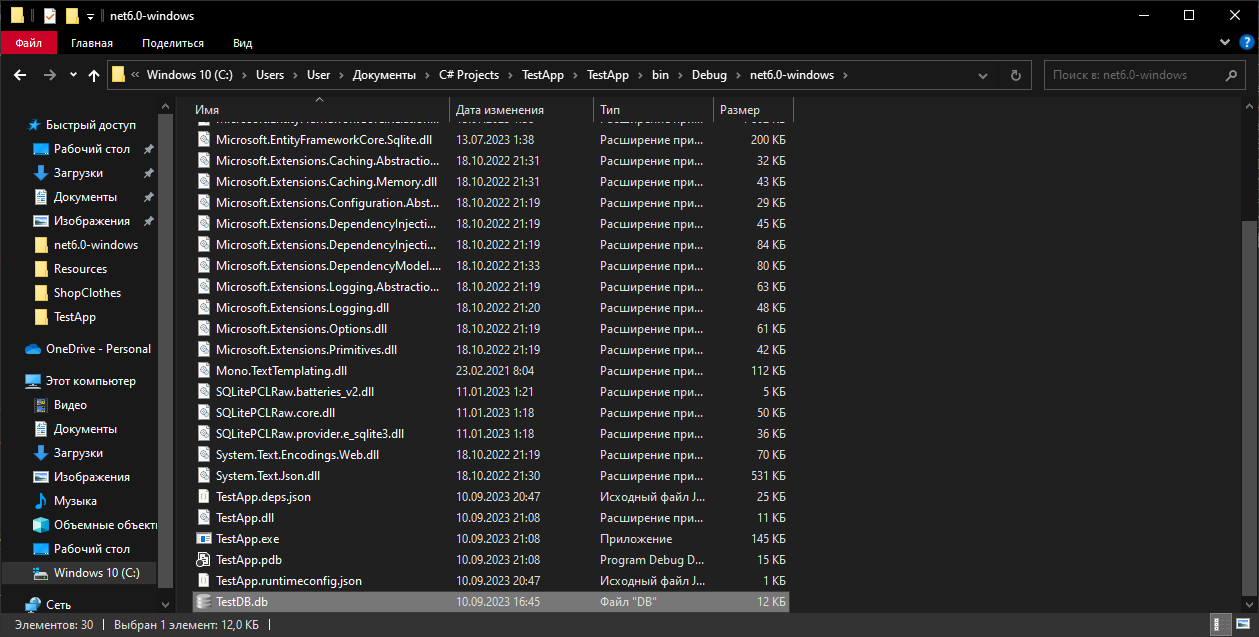 net6.0-windows
Файл Главная Поделиться Вид
« Windows 10 (C:) › Users › User › Документы › C# Projects › TestApp › TestApp › bin › Debug › net6.0-windows ›
Поиск в: net6.0-windows
Быстрый доступ
Рабочий стол
Загрузки
Документы
Изображения
net6.0-windows
Resources
ShopClothes
TestApp
OneDrive - Personal
Этот компьютер
Видео
Документы
Загрузки
Изображения
Музыка
Объемные объекты
Рабочий стол
Windows 10 (C:)
Сеть
Имя Дата изменения Тип Размер
Microsoft.EntityFrameworkCore.Sqlite.dll 13.07.2023 1:38 Расширение при... 200 КБ
Microsoft.Extensions.Caching.Abstractio... 18.10.2022 21:31 Расширение при... 32 КБ
Microsoft.Extensions.Caching.Memory.dll 18.10.2022 21:31 Расширение при... 43 КБ
Microsoft.Extensions.Configuration.Abst... 18.10.2022 21:19 Расширение при... 29 КБ
Microsoft.Extensions.DependencyInjecti... 18.10.2022 21:19 Расширение при... 45 КБ
Microsoft.Extensions.DependencyInjecti... 18.10.2022 21:19 Расширение при... 84 КБ
Microsoft.Extensions.DependencyModel.... 18.10.2022 21:33 Расширение при... 80 КБ
Microsoft.Extensions.Logging.Abstractio... 18.10.2022 21:19 Расширение при... 63 КБ
Microsoft.Extensions.Logging.dll 18.10.2022 21:20 Расширение при... 48 КБ
Microsoft.Extensions.Options.dll 18.10.2022 21:19 Расширение при... 61 КБ
Microsoft.Extensions.Primitives.dll 18.10.2022 21:19 Расширение при... 42 КБ
Mono.TextTemplating.dll 23.02.2021 8:04 Расширение при... 112 КБ
SQLitePCLRaw.batteries_v2.dll 11.01.2023 1:21 Расширение при... 5 КБ
SQLitePCLRaw.core.dll 11.01.2023 1:18 Расширение при... 50 КБ
SQLitePCLRaw.provider.e_sqlite3.dll 11.01.2023 1:18 Расширение при... 36 КБ
System.Text.Encodings.Web.dll 18.10.2022 21:19 Расширение при... 70 КБ
System.Text.Json.dll 18.10.2022 21:30 Расширение при... 531 КБ
TestApp.deps.json 10.09.2023 20:47 Исходный файл J... 25 КБ
TestApp.dll 10.09.2023 21:08 Расширение при... 11 КБ
TestApp.exe 10.09.2023 21:08 Приложение 145 КБ
TestApp.pdb 10.09.2023 21:08 Program Debug D... 15 КБ
TestApp.runtimeconfig.json 10.09.2023 20:47 Исходный файл J... 1 КБ
TestDB.db 10.09.2023 16:45 Файл "DB" 12 КБ
Элементов: 30 | Выбран 1 элемент: 12,0 КБ |